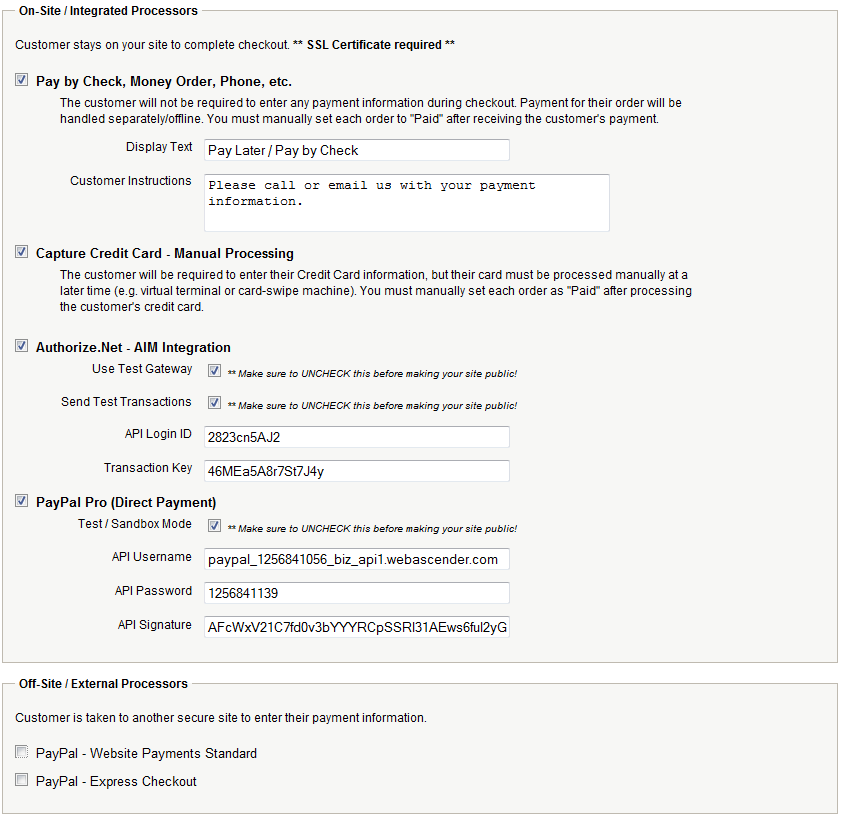 On-Site / Integrated Processors
Customer stays on your site to complete checkout. ** SSL Certificate required **
Pay by Check, Money Order, Phone, etc.
The customer will not be required to enter any payment information during checkout. Payment for their order will be
handled separately/offline. You must manually set each order to "Paid" after receiving the customer's payment.
Display Text Pay Later / Pay by Check
Customer Instructions Please call or email us with your payment
information.
Capture Credit Card - Manual Processing
The customer will be required to enter their Credit Card information, but their card must be processed manually at a
later time (e.g. virtual terminal or card-swipe machine). You must manually set each order as "Paid" after processing
the customer's credit card.
Authorize.Net - AIM Integration
Use Test Gateway ** Make sure to UNCHECK this before making your site public!
Send Test Transactions ** Make sure to UNCHECK this before making your site public!
API Login ID 2823cn5AJ2
Transaction Key 46MEa5A8r7St7J4y
PayPal Pro (Direct Payment)
Test / Sandbox Mode ** Make sure to UNCHECK this before making your site public!
API Username paypal_1256841056_biz_api1.webascender.com
API Password 1256841139
API Signature AFcWxV21C7fd0v3bYYYRCpSSRl31AEws6ful2yG
Off-Site / External Processors
Customer is taken to another secure site to enter their payment information.
PayPal - Website Payments Standard
PayPal - Express Checkout